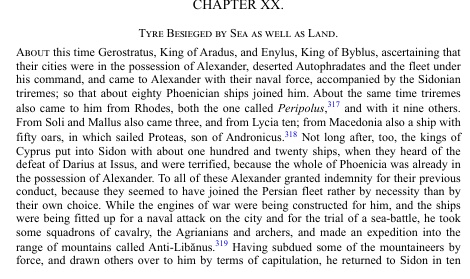 CHAPTER XX.
Tyre Besieged by Sea as well as Land.
About this time Gerostratus, King of Aradus, and Enylus, King of Byblus, ascertaining that
their cities were in the possession of Alexander, deserted Autophradates and the fleet under
his command, and came to Alexander with their naval force, accompanied by the Sidonian
triremes; so that about eighty Phoenician ships joined him. About the same time triremes
also came to him from Rhodes, both the one called Peripolus,317 and with it nine others.
From Soli and Mallus also came three, and from Lycia ten; from Macedonia also a ship with
fifty oars, in which sailed Proteas, son of Andronicus.318 Not long after, too, the kings of
Cyprus put into Sidon with about one hundred and twenty ships, when they heard of the
defeat of Darius at Issus, and were terrified, because the whole of Phoenicia was already in
the possession of Alexander. To all of these Alexander granted indemnity for their previous
conduct, because they seemed to have joined the Persian fleet rather by necessity than by
their own choice. While the engines of war were being constructed for him, and the ships
were being fitted up for a naval attack on the city and for the trial of a sea-battle, he took
some squadrons of cavalry, the Agrianians and archers, and made an expedition into the
range of mountains called Anti-Libănus.319 Having subdued some of the mountaineers by
force, and drawn others over to him by terms of capitulation, he returned to Sidon in ten